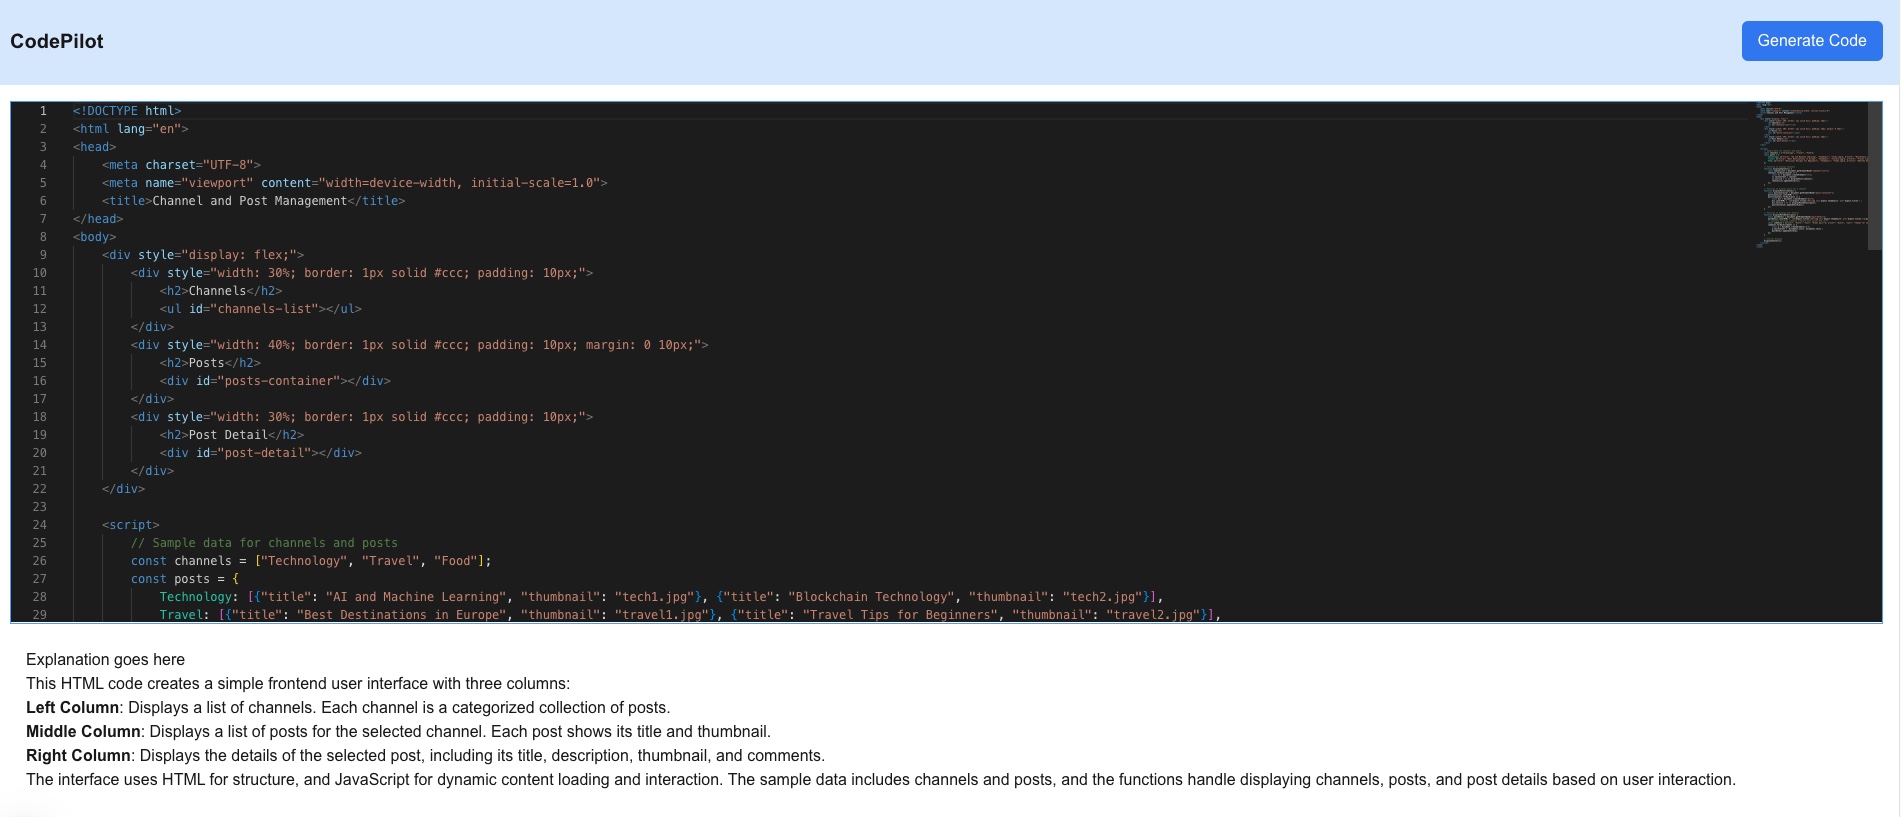 CodePilot
Generate Code
1 <!DOCTYPE html>
2 <html lang="en">
3 <head>
4 <meta charset="UTF-8">
5 <meta name="viewport" content="width=device-width, initial-scale=1.0">
6 <title>Channel and Post Management</title>
7 </head>
8 <body>
9 <div style="display: flex;">
10 <div style="width: 30%; border: 1px solid #ccc; padding: 10px;">
11 <h2>Channels</h2>
12 <ul id="channels-list"></ul>
13 </div>
14 <div style="width: 40%; border: 1px solid #ccc; padding: 10px; margin: 0 10px;">
15 <h2>Posts</h2>
16 <div id="posts-container"></div>
17 </div>
18 <div style="width: 30%; border: 1px solid #ccc; padding: 10px;">
19 <h2>Post Detail</h2>
20 <div id="post-detail"></div>
21 </div>
22 </div>
23
24 <script>
25 // Sample data for channels and posts
26 const channels = ["Technology", "Travel", "Food"];
27 const posts = {
28 Technology: [{"title": "AI and Machine Learning", "thumbnail": "tech1.jpg"}, {"title": "Blockchain Technology", "thumbnail": "tech2.jpg"}],
29 Travel: [{"title": "Best Destinations in Europe", "thumbnail": "travel1.jpg"}, {"title": "Travel Tips for Beginners", "thumbnail": "travel2.jpg"}],
Explanation goes here
This HTML code creates a simple frontend user interface with three columns:
Left Column: Displays a list of channels. Each channel is a categorized collection of posts.
Middle Column: Displays a list of posts for the selected channel. Each post shows its title and thumbnail.
Right Column: Displays the details of the selected post, including its title, description, thumbnail, and comments.
The interface uses HTML for structure, and JavaScript for dynamic content loading and interaction. The sample data includes channels and posts, and the functions handle displaying channels, posts, and post details based on user interaction.